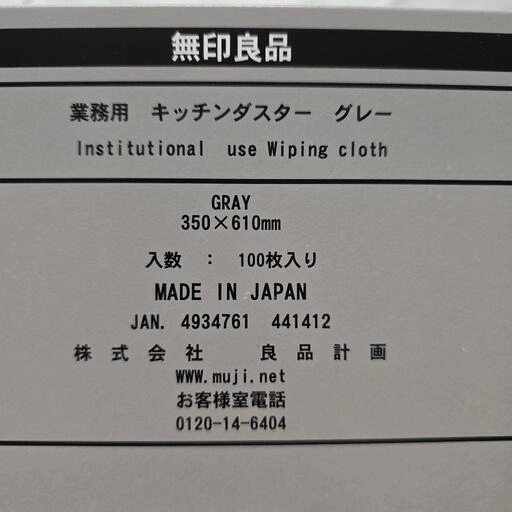 無印良品
業務用　キッチンダスター　グレー
Institutional use Wiping cloth
GRAY
350×610mm
入数　：　100枚入り
MADE IN JAPAN
JAN. 4934761 441412
株式会社　良品計画
www.muji.net
お客様室電話
0120-14-6404